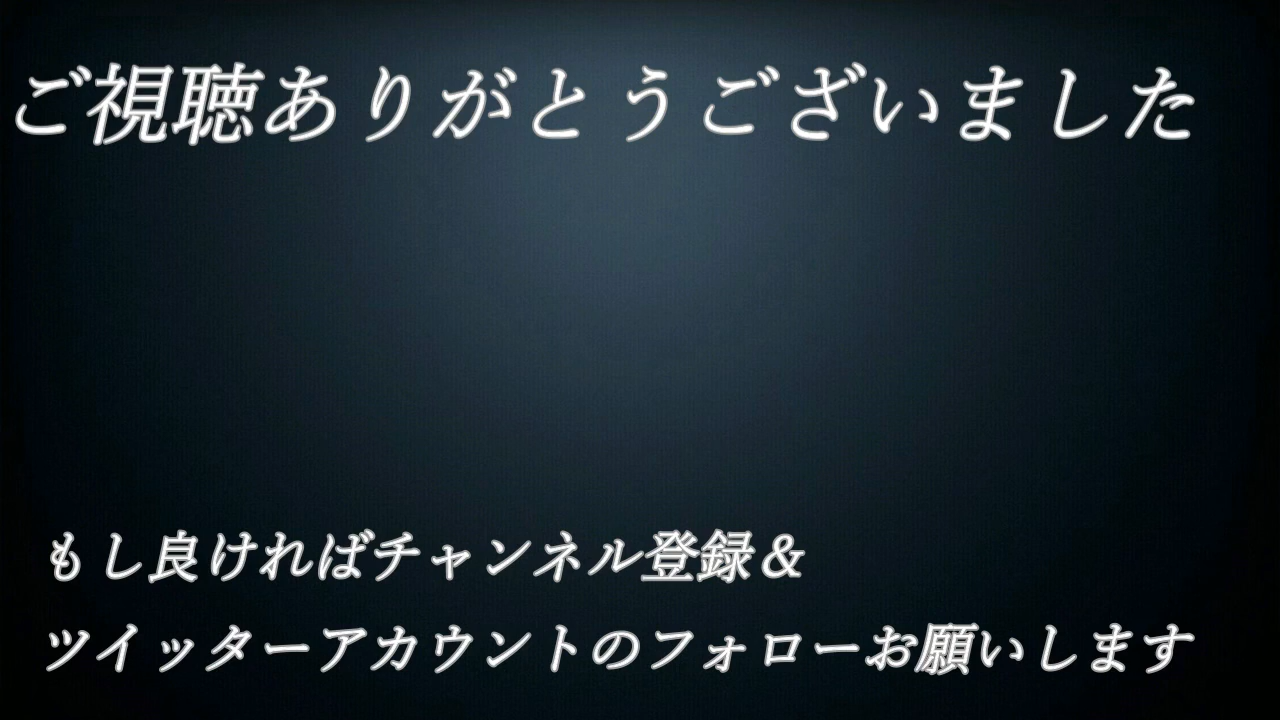 ご視聴ありがとうございました
もし良ければチャンネル登録＆
ツイッターアカウントのフォローお願いします